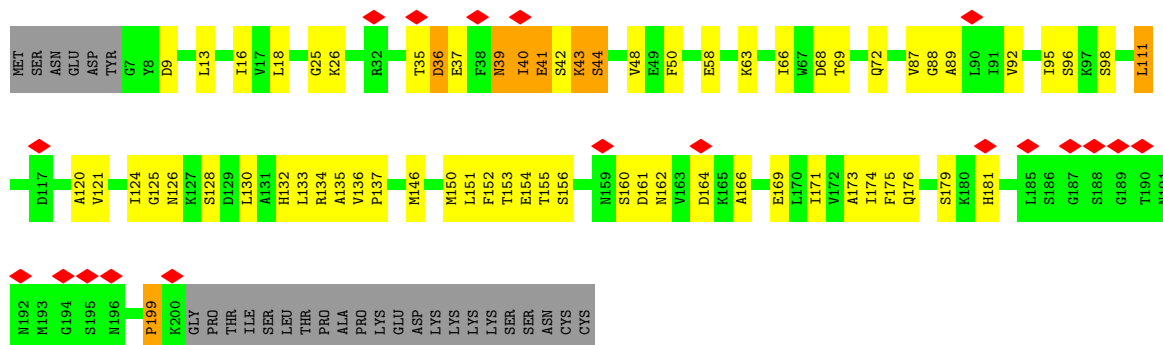 MET SER ASN GLU ASP TYR G7 Y8 D9 L13 I16 V17 L18 G25 K26 R32 T35 D36 E37 F38 N39 I40 E41 S42 K43 S44 V48 E49 F50 E58 K63 I66 W67 D68 T69 Q72 V87 G88 A89 L90 I91 V92 I95 S96 K97 S98 L111
D117 A120 V121 I124 G125 N126 K127 S128 D129 L130 A131 H132 L133 R134 A135 V136 P137 M146 M150 L151 F152 T153 E154 T155 S156 N159 S160 D161 N162 V163 D164 K165 A166 E169 L170 I171 V172 A173 I174 F175 Q176 S179 K180 H181 L185 S186 G187 S188 G189 T190 N191
N192 M193 G194 S195 N196 P199 K200 GLY PRO THR ILE SER LEU THR PRO ALA PRO LYS GLU ASP LYS LYS LYS LYS SER SER ASN CYS CYS